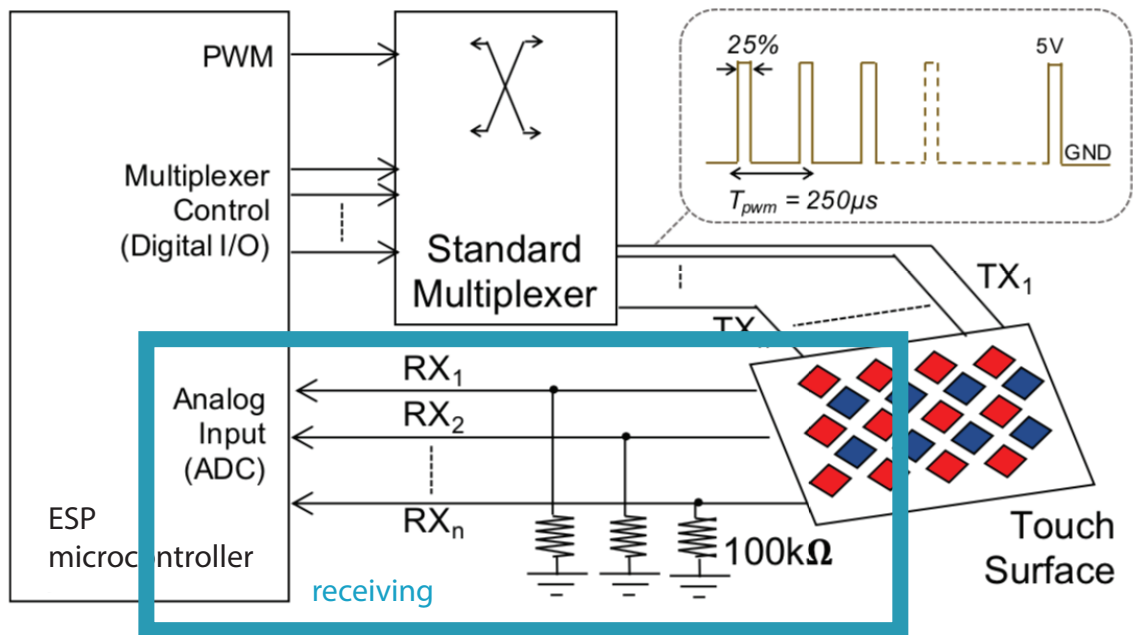 PWM
25%
5V
GND
Tpwm = 250μs
Multiplexer
Control
(Digital I/O)
Standard
Multiplexer
TX1
TX
RX1
Analog
Input
(ADC)
RX2
RXn
100kΩ
ESP
microcontroller
receiving
Touch
Surface